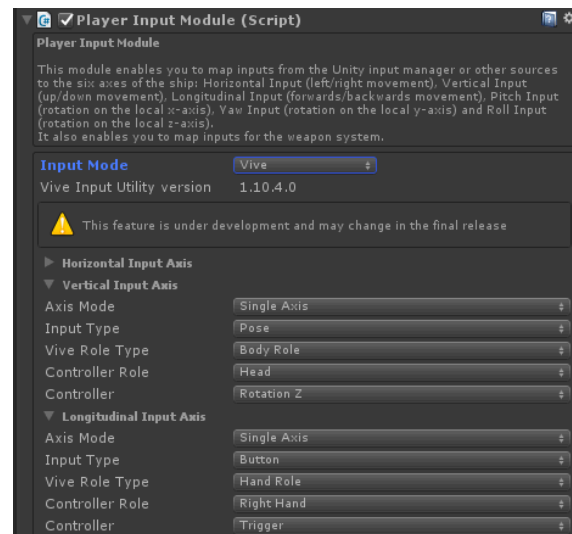 Player Input Module (Script)
Player Input Module
This module enables you to map inputs from the Unity input manager or other sources
to the six axes of the ship: Horizontal Input (left/right movement), Vertical Input
(up/down movement), Longitudinal Input (forwards/backwards movement), Pitch Input
(rotation on the local x-axis), Yaw Input (rotation on the local y-axis) and Roll Input
(rotation on the local z-axis).
It also enables you to map inputs for the weapon system.
Input Mode Vive
Vive Input Utility version 1.10.4.0
This feature is under development and may change in the final release
Horizontal Input Axis
Vertical Input Axis
Axis Mode Single Axis
Input Type Pose
Vive Role Type Body Role
Controller Role Head
Controller Rotation Z
Longitudinal Input Axis
Axis Mode Single Axis
Input Type Button
Vive Role Type Hand Role
Controller Role Right Hand
Controller Trigger